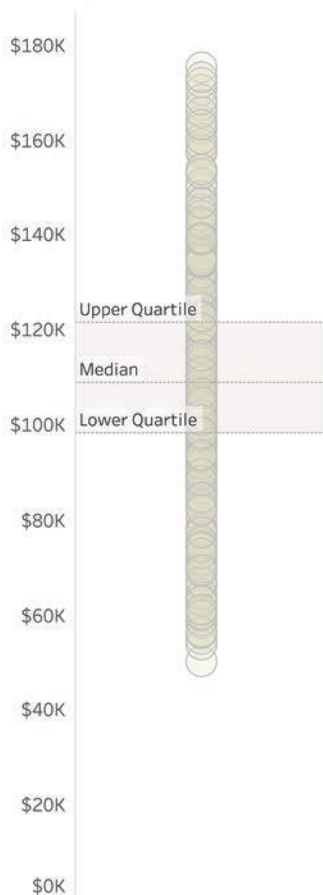 $180K
$160K
$140K
Upper Quartile
$120K
Median
Lower Quartile
$100K
$80K
$60K
$40K
$20K
$0K